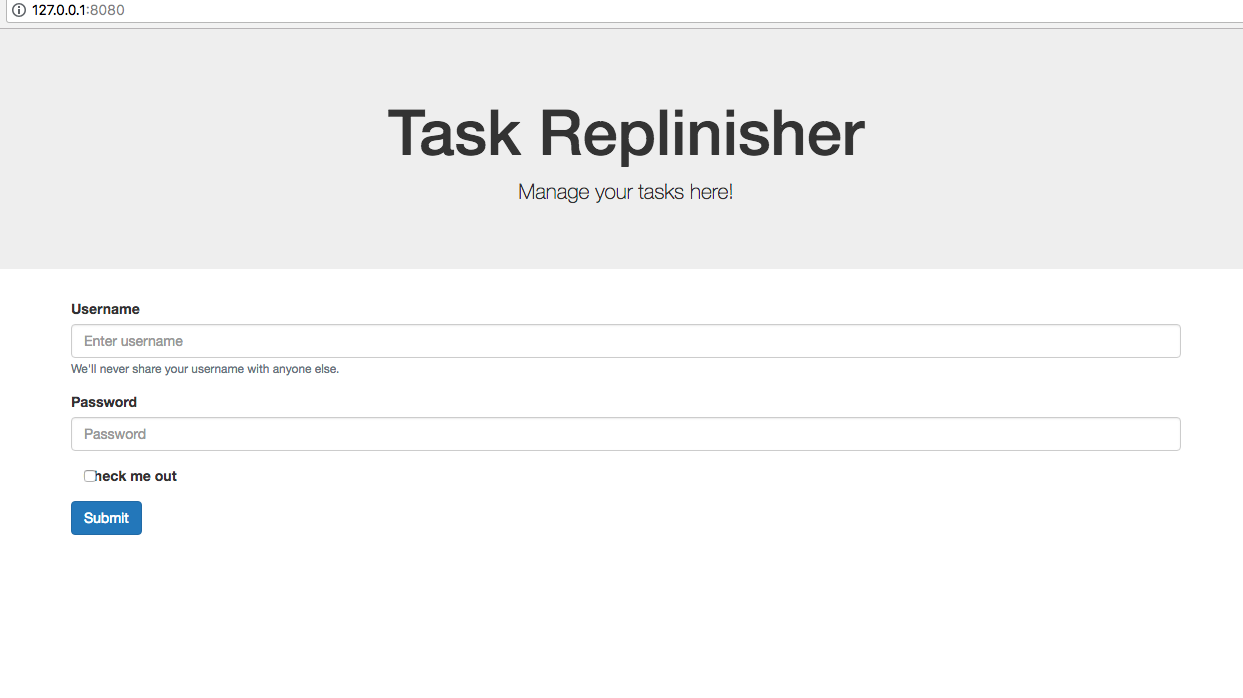 127.0.0.1:8080
Task Replinisher
Manage your tasks here!
Username
Enter username
We'll never share your username with anyone else.
Password
Password
heck me out
Submit